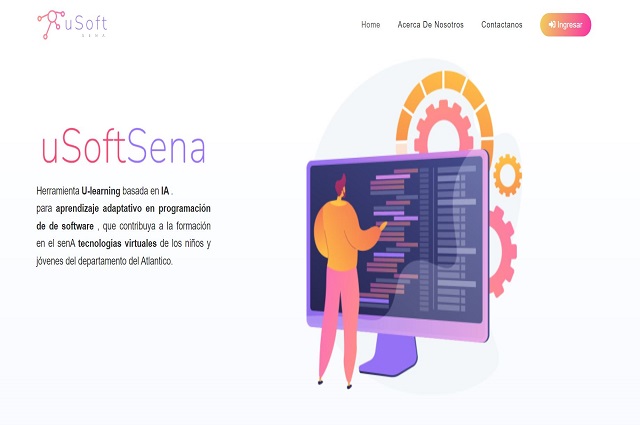 uSoft
SENA
Home
Acerca De Nosotros
Contactanos
Ingresar
uSoftSena
Herramienta U-learning basada en IA .
para aprendizaje adaptativo en programación
de de software , que contribuya a la formación
en el senA tecnologías virtuales de los niños y
jóvenes del departamento del Atlantico.